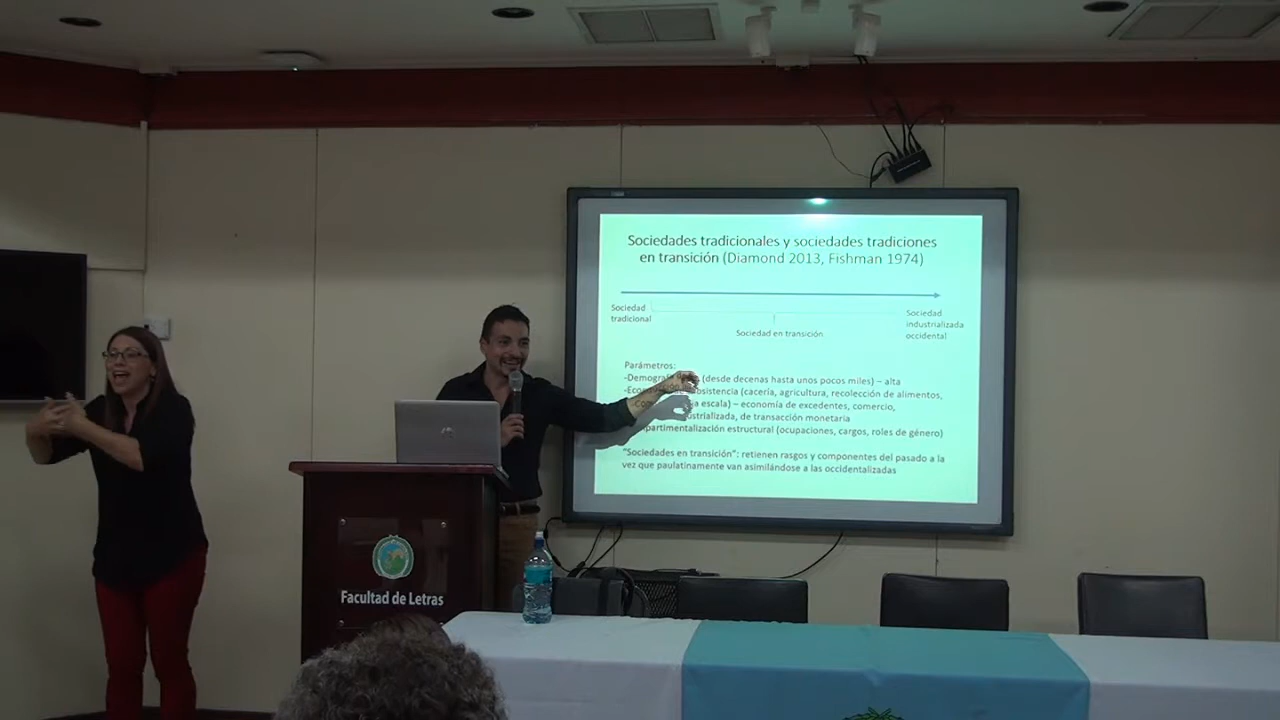 Sociedades tradicionales y sociedades tradiciones
en transición (Diamond 2013, Fishman 1974)
Sociedad
tradicional
Sociedad en transición
Sociedad
industrializada
occidental
Parámetros:
(desde decenas hasta unos pocos miles) – alta
(cacería, agricultura, recolección de alimentos,
escala) – economía de excedentes, comercio,
de transacción monetaria
estructural (ocupaciones, cargos, roles de género)
“Sociedades en transición”: retienen rasgos y componentes del pasado a la
vez que paulatinamente van asimilándose a las occidentalizadas
Facultad de Letras